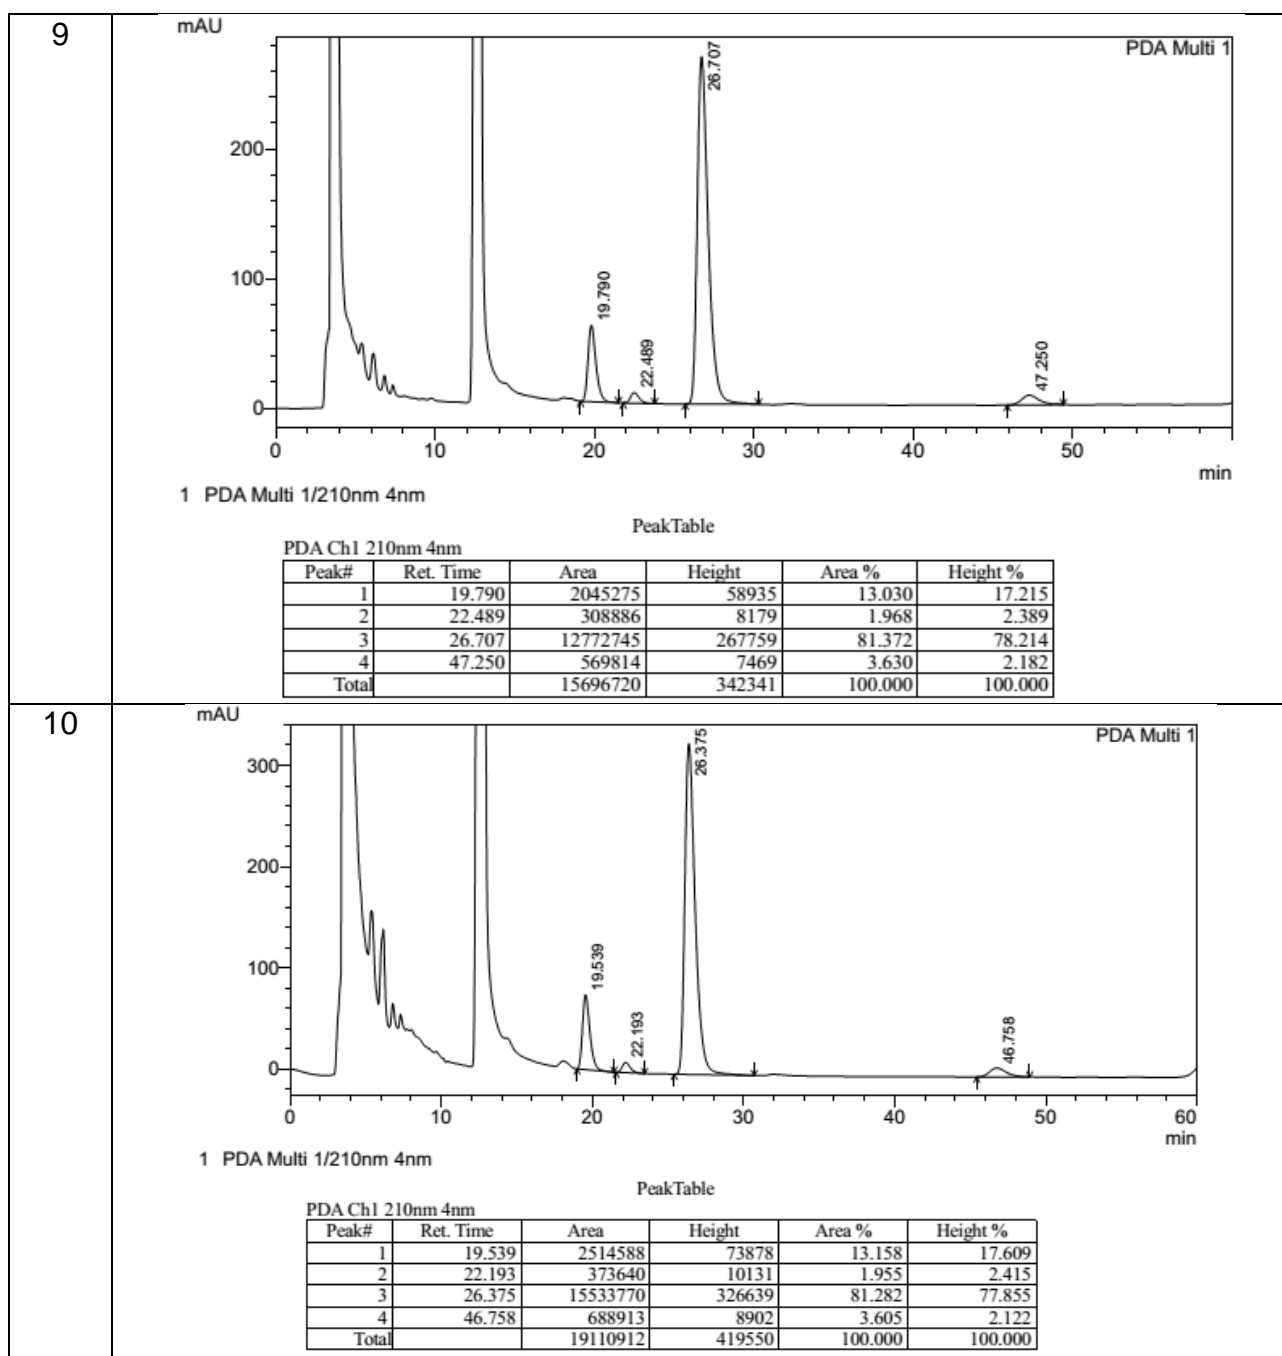 9
mAU
PDA Multi 1
26.707
200
19.790
100
22.489
47.250
0
0 10 20 30 40 50
min
1 PDA Multi 1/210nm 4nm
PeakTable
PDA Ch1 210nm 4nm
Peak# Ret. Time Area Height Area % Height %
1 19.790 2045275 58935 13.030 17.215
2 22.489 308886 8179 1.968 2.389
3 26.707 12772745 267759 81.372 78.214
4 47.250 569814 7469 3.630 2.182
Total 15696720 342341 100.000 100.000
10
mAU
PDA Multi 1
26.375
300
200
19.539
100
22.193
46.758
0
0 10 20 30 40 50 60
min
1 PDA Multi 1/210nm 4nm
PeakTable
PDA Ch1 210nm 4nm
Peak# Ret. Time Area Height Area % Height %
1 19.539 2514588 73878 13.158 17.609
2 22.193 373640 10131 1.955 2.415
3 26.375 15533770 326639 81.282 77.855
4 46.758 688913 8902 3.605 2.122
Total 19110912 419550 100.000 100.000